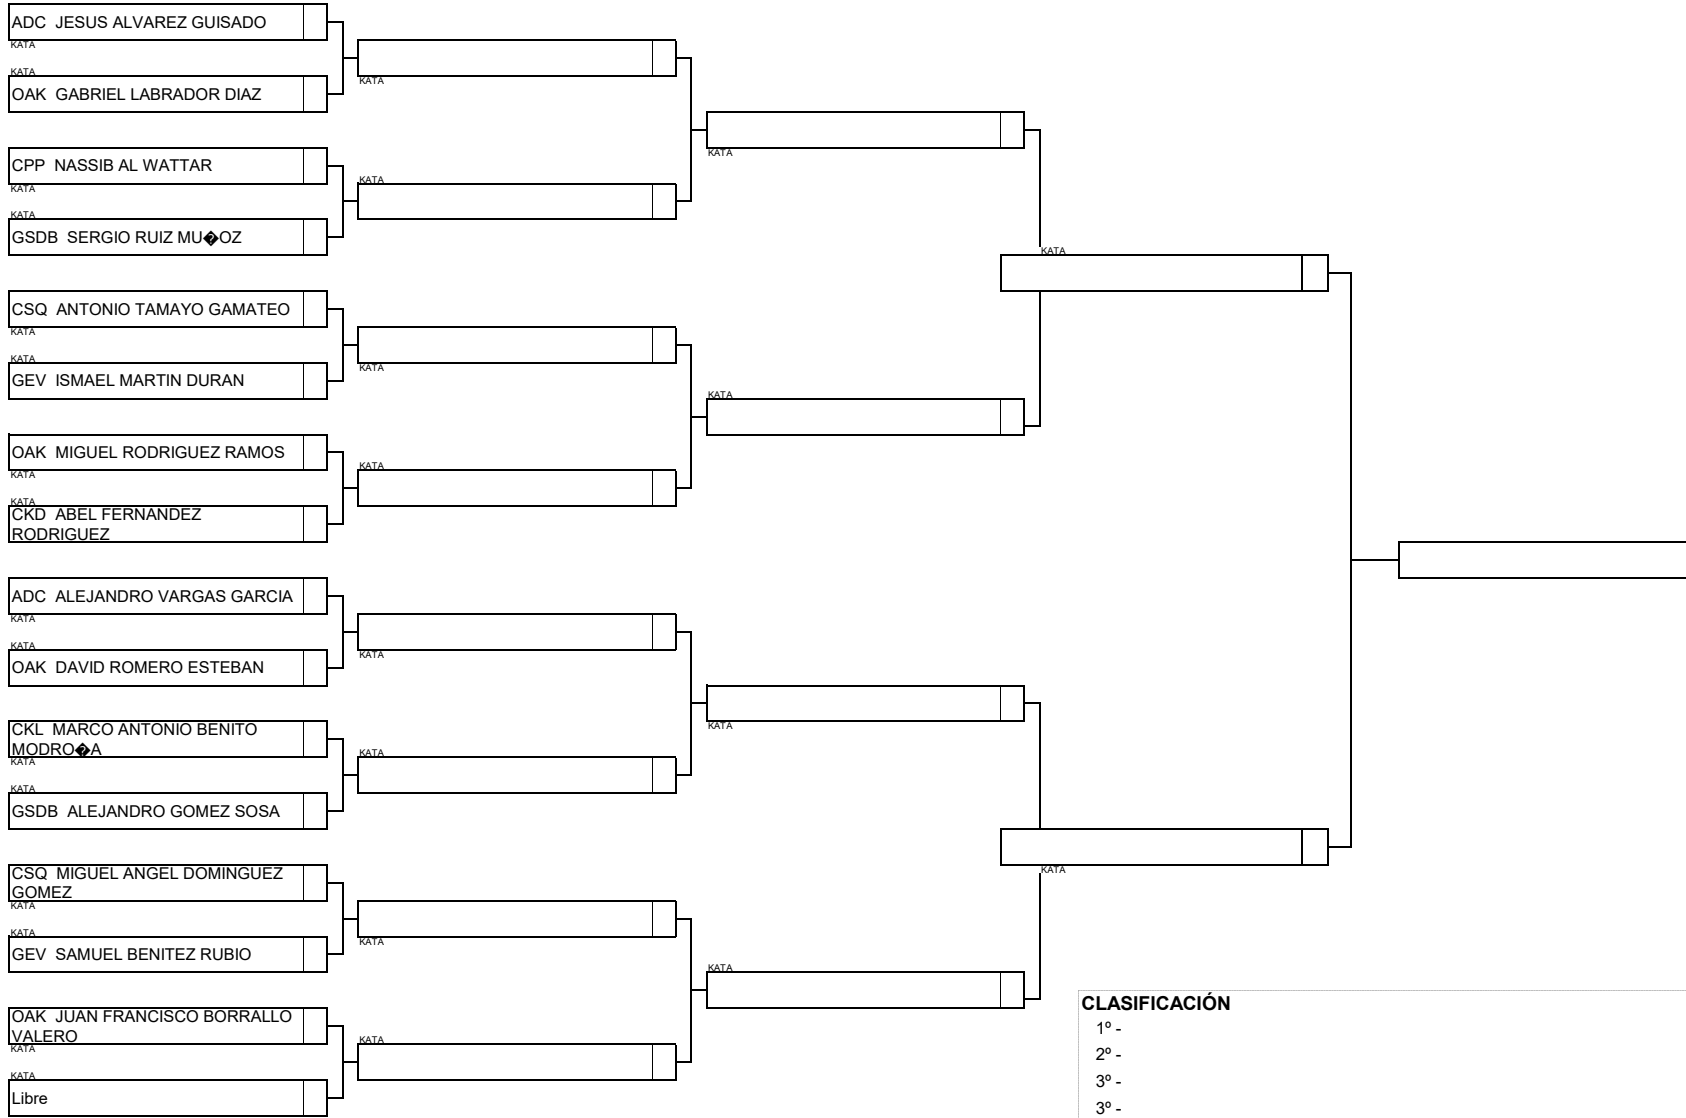 ADC JESUS ALVAREZ GUISADO
KATA
KATA
OAK GABRIEL LABRADOR DIAZ
CPP NASSIB AL WATTAR
KATA
KATA
GSDB SERGIO RUIZ MU�OZ
CSQ ANTONIO TAMAYO GAMATEO
KATA
KATA
GEV ISMAEL MARTIN DURAN
OAK MIGUEL RODRIGUEZ RAMOS
KATA
KATA
CKD ABEL FERNANDEZ
RODRIGUEZ
ADC ALEJANDRO VARGAS GARCIA
KATA
KATA
OAK DAVID ROMERO ESTEBAN
CKL MARCO ANTONIO BENITO
MODRO�A
KATA
KATA
GSDB ALEJANDRO GOMEZ SOSA
CSQ MIGUEL ANGEL DOMINGUEZ
GOMEZ
KATA
KATA
GEV SAMUEL BENITEZ RUBIO
OAK JUAN FRANCISCO BORRALLO
VALERO
KATA
KATA
Libre
KATA
KATA
KATA
KATA
KATA
KATA
KATA
KATA
KATA
KATA
KATA
KATA
KATA
KATA
CLASIFICACIÓN
1º -
2º -
3º -
3º -